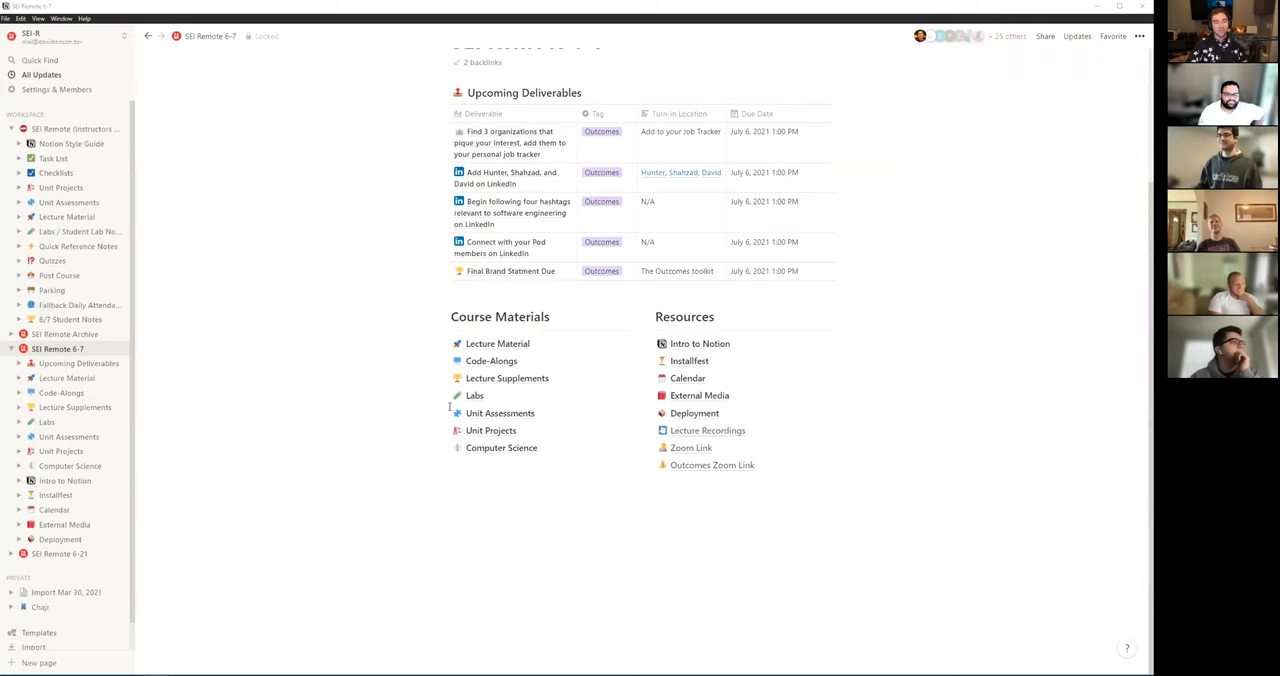 SEI Remote 6-7
File Edit View Window Help
SEI-R
Quick Find
All Updates
Settings & Members
WORKSPACE
SEI Remote (Instructors ...
Notion Style Guide
Task List
Checklists
Unit Projects
Unit Assessments
Lecture Material
Labs / Student Lab No...
Quick Reference Notes
Quizzes
Post Course
Parking
Fallback Daily Attenda...
6/7 Student Notes
SEI Remote Archive
SEI Remote 6-7
Upcoming Deliverables
Lecture Material
Code-Alongs
Lecture Supplements
Labs
Unit Assessments
Unit Projects
Computer Science
Intro to Notion
Installfest
Calendar
External Media
Deployment
SEI Remote 6-21
PRIVATE
Import Mar 30, 2021
Chajr
Templates
Import
New page
SEI Remote 6-7 Locked
+ 25 others Share Updates Favorite
2 backlinks
Upcoming Deliverables
Deliverable Tag Turn-in Location Due Date
Find 3 organizations that Outcomes Add to your Job Tracker July 6, 2021 1:00 PM
pique your Interest, add them to
your personal job tracker
Add Hunter, Shahzad, and Outcomes Hunter, Shahzad, David July 6, 2021 1:00 PM
David on LinkedIn
Begin following four hashtags Outcomes N/A July 6, 2021 1:00 PM
relevant to software engineering
on LinkedIn
Connect with your Pod Outcomes N/A July 6, 2021 1:00 PM
members on LinkedIn
Final Brand Statment Due Outcomes The Outcomes toolkit July 6, 2021 1:00 PM
Course Materials
Lecture Material
Code-Alongs
Lecture Supplements
Labs
Unit Assessments
Unit Projects
Computer Science
Resources
Intro to Notion
Installfest
Calendar
External Media
Deployment
Lecture Recordings
Zoom Link
Outcomes Zoom Link
?